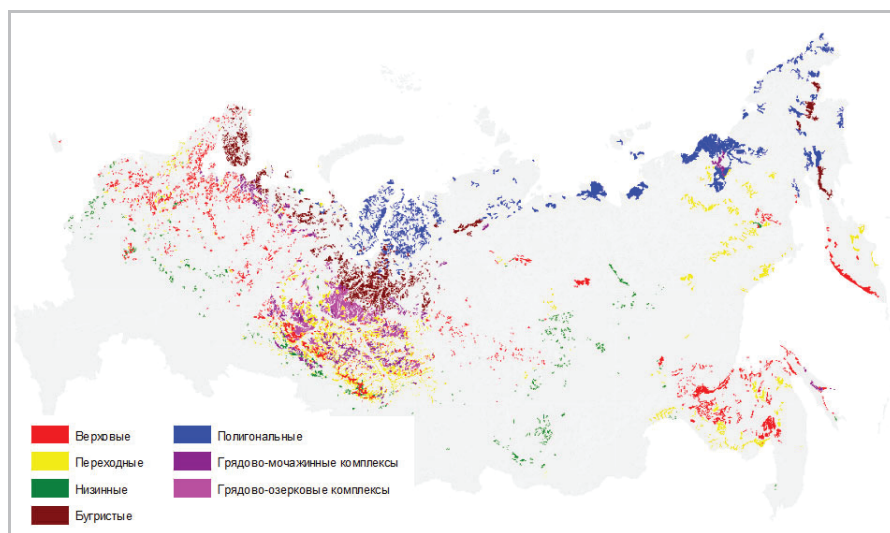 Верховые
Переходные
Низинные
Бугристые
Полигональные
Грядово-мочажинные комплексы
Грядово-озерковые комплексы